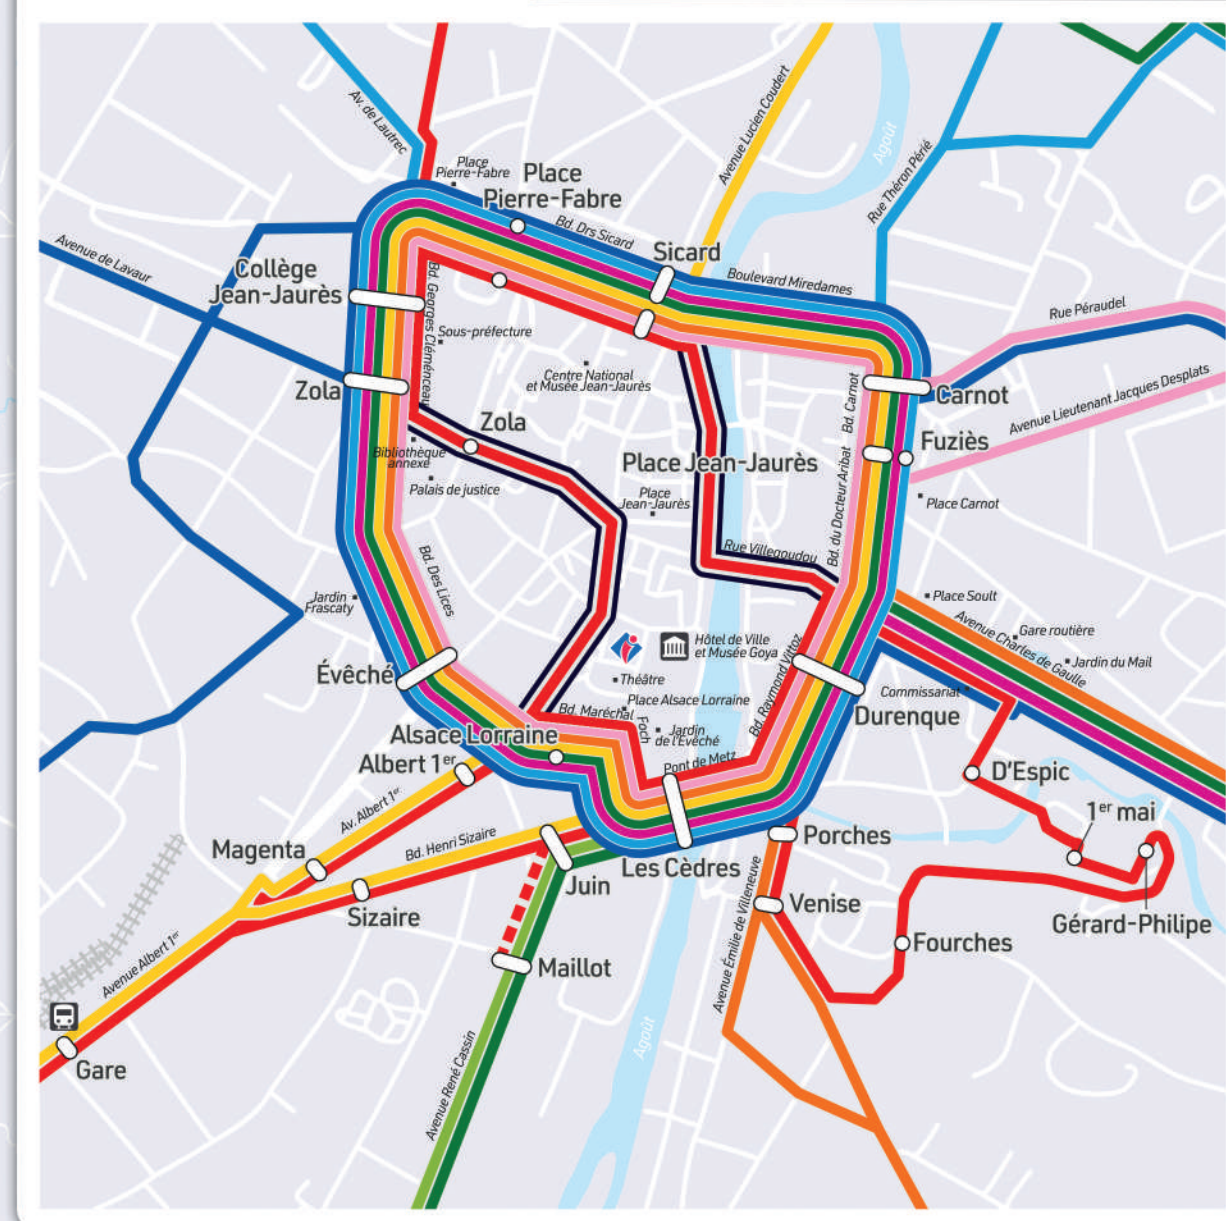 Av. de Lautrec
Place
Pierre-Fabre
Place
Pierre-Fabre
Bd. Drs Sicard
Avenue Lucien Coudert
Agoût
Rue Théron Périé
Avenue de Lavaur
Collège
Jean-Jaurès
Bd. Georges Cléménceau
Sicard
Boulevard Miredames
Rue Péraudel
Sous-préfecture
Centre National
et Musée Jean-Jaurès
Zola
Zola
Bd. Carnot
Carnot
Avenue Lieutenant Jacques Desplats
Fuziès
Bibliothèque
annexe
Palais de justice
Place Jean-Jaurès
Place
Jean-Jaurès
Bd. du Docteur Aribat
Place Carnot
Rue Villegoudou
Bd. Des Lices
Jardin
Frascaty
Place Soult
Avenue Charles de Gaulle
Gare routière
Jardin du Mail
Hôtel de Ville
et Musée Goya
Évêché
Théâtre
Bd. Raymond Vittoz
Commissariat
Place Alsace Lorraine
Bd. Maréchal
Foch
Jardin
de l'Evêché
Durenque
Alsace Lorraine
Albert 1er
Pont de Metz
D'Espic
Av. Albert 1er
1er mai
Magenta
Bd. Henri Sizaire
Porches
Les Cèdres
Juin
Sizaire
Venise
Gérard-Philipe
Avenue Émilie de Villeneuve
Fourches
Avenue Albert 1er
Maillot
Gare
Avenue René Cassin
Agoût